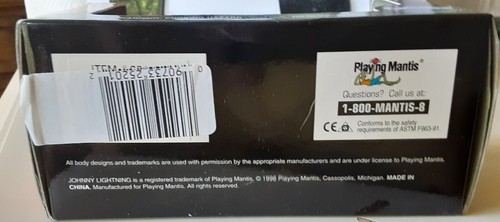 Playing Mantis®
Questions? Call us at:
1-800-MANTIS-8
CE Conforms to the safety
requirements of ASTM F963-91.
All body designs and trademarks are used with permission by the appropriate manufacturers and are under license to Playing Mantis.
JOHNNY LIGHTNING is a registered trademark of Playing Mantis. © 1998 Playing Mantis, Cassopolis, Michigan. MADE IN
CHINA. Manufactured for Playing Mantis. All rights reserved.